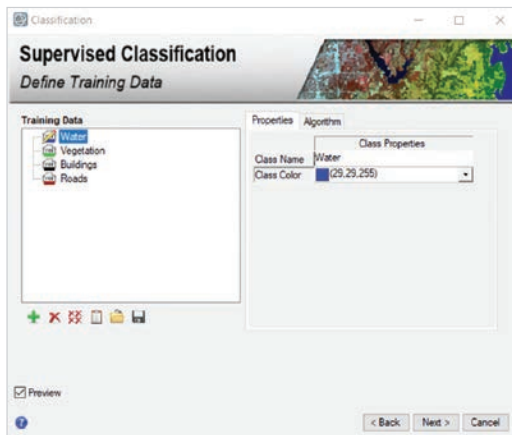 Classification
Supervised Classification
Define Training Data
Training Data
Water
Vegetation
Buildings
Roads
Properties
Algorithm
Class Properties
Class Name Water
Class Color (29,29,255)
Preview
< Back Next > Cancel